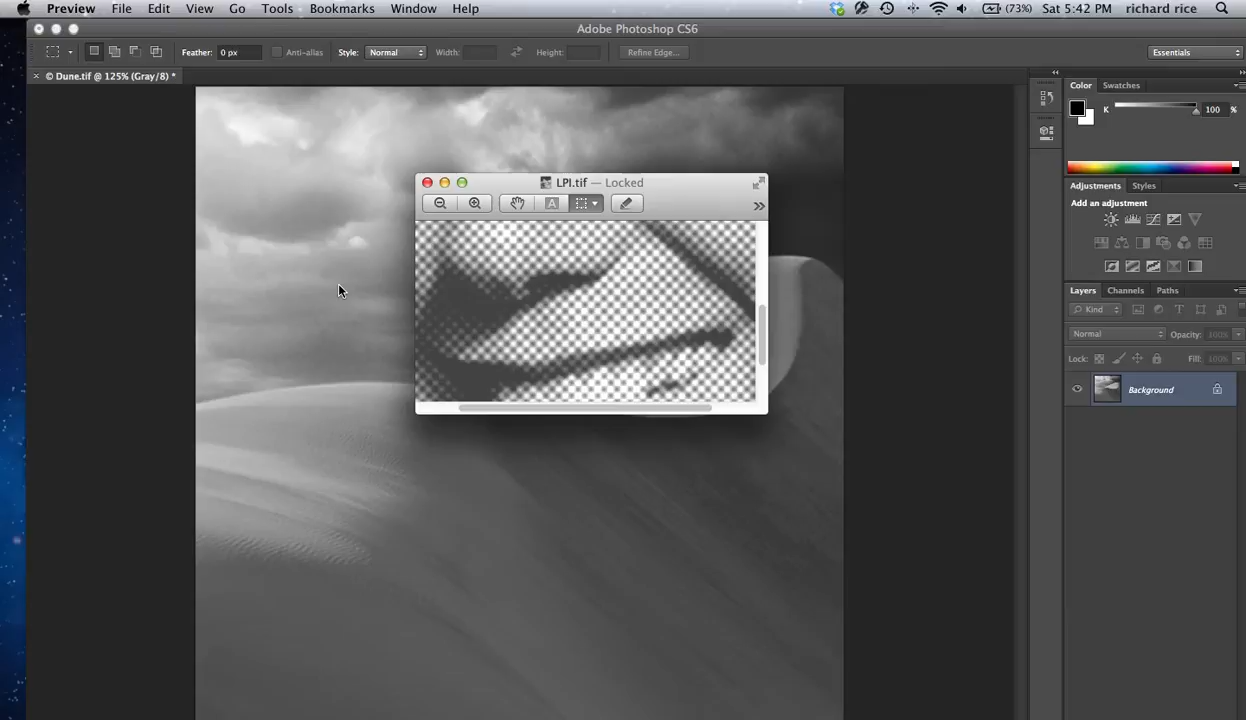 Preview File Edit View Go Tools Bookmarks Window Help (73%) Sat 5:42 PM richard rice
Adobe Photoshop CS6
Feather: 0 px Anti-alias Style: Normal Width: Height: Refine Edge... Essentials
× © Dune.tif @ 125% (Gray/8) *
Color Swatches
K 100 %
LPI.tif — Locked
A
Adjustments Styles
Add an adjustment
Layers Channels Paths
Kind T
Normal Opacity: 100%
Lock: Fill: 100%
Background